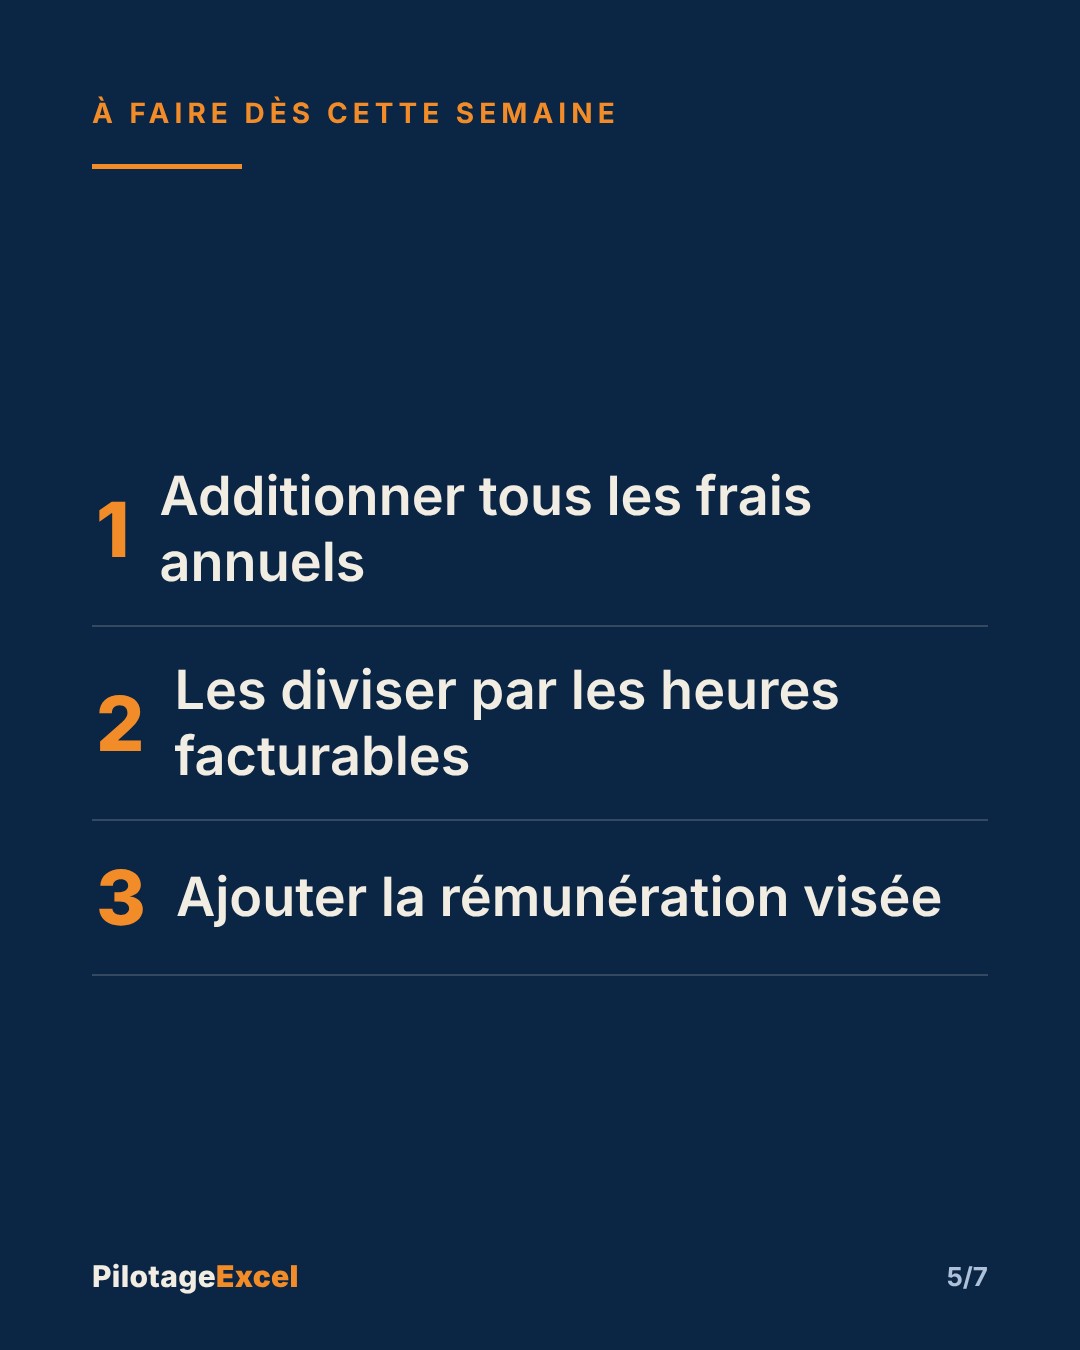 À FAIRE DÈS CETTE SEMAINE
1 Additionner tous les frais
annuels
2 Les diviser par les heures
facturables
3 Ajouter la rémunération visée
PilotageExcel
5/7